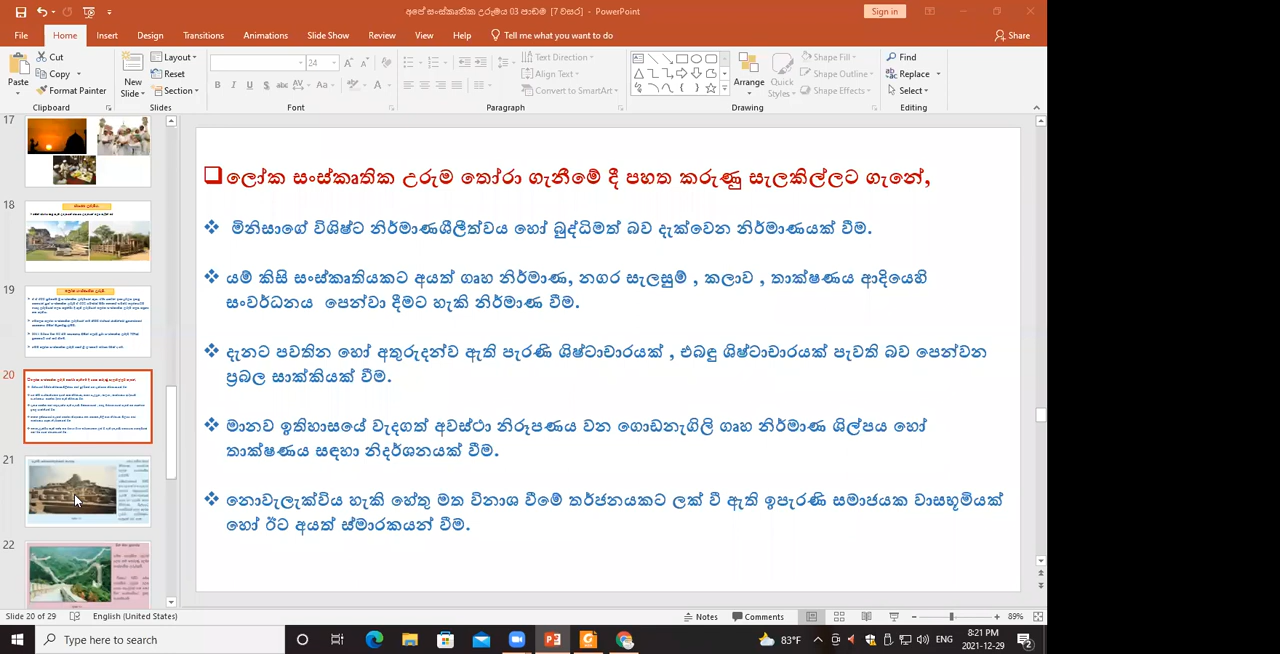 අපේ සංස්කෘතික උරුමය 03 පාඩම [7 වසර] - PowerPoint
Sign in
File Home Insert Design Transitions Animations Slide Show Review View Help Tell me what you want to do Share
Paste Cut Copy Format Painter Clipboard
New Slide Layout Reset Section Slides
24 B I U S abc AV Aa A Font
Text Direction Align Text Convert to SmartArt Paragraph
Arrange Quick Styles Shape Fill Shape Outline Shape Effects Drawing
Find Replace Select Editing
17
18
19
20
21
22
ලෝක සංස්කෘතික උරුම තෝරා ගැනීමේ දී පහත කරුණු සැලකිල්ලට ගැනේ,
මිනිසාගේ විශිෂ්ට නිර්මාණශීලීත්වය හෝ බුද්ධිමත් බව දැක්වෙන නිර්මාණයක් වීම.
යම් කිසි සංස්කෘතියකට අයත් ගෘහ නිර්මාණ, නගර සැලසුම් , කලාව , තාක්ෂණය ආදියෙහි
සංවර්ධනය පෙන්වා දීමට හැකි නිර්මාණ වීම.
දැනට පවතින හෝ අතුරුදන්ව ඇති පැරණි ශිෂ්ටාචාරයක් , එබඳු ශිෂ්ටාචාරයක් පැවති බව පෙන්වන
ප්‍රබල සාක්කියක් වීම.
මානව ඉතිහාසයේ වැදගත් අවස්ථා නිරූපණය වන ගොඩනැගිලි ගෘහ නිර්මාණ ශිල්පය හෝ
තාක්ෂණය සඳහා නිදර්ශනයක් වීම.
නොවැලැක්විය හැකි හේතු මත විනාශ වීමේ තර්ජනයකට ලක් වී ඇති ඉපැරණි සමාජයක වාසභූමියක්
හෝ ඊට අයත් ස්මාරකයන් වීම.
Slide 20 of 29 English (United States) Notes Comments 89%
Type here to search 83°F ENG 8:21 PM
2021-12-29